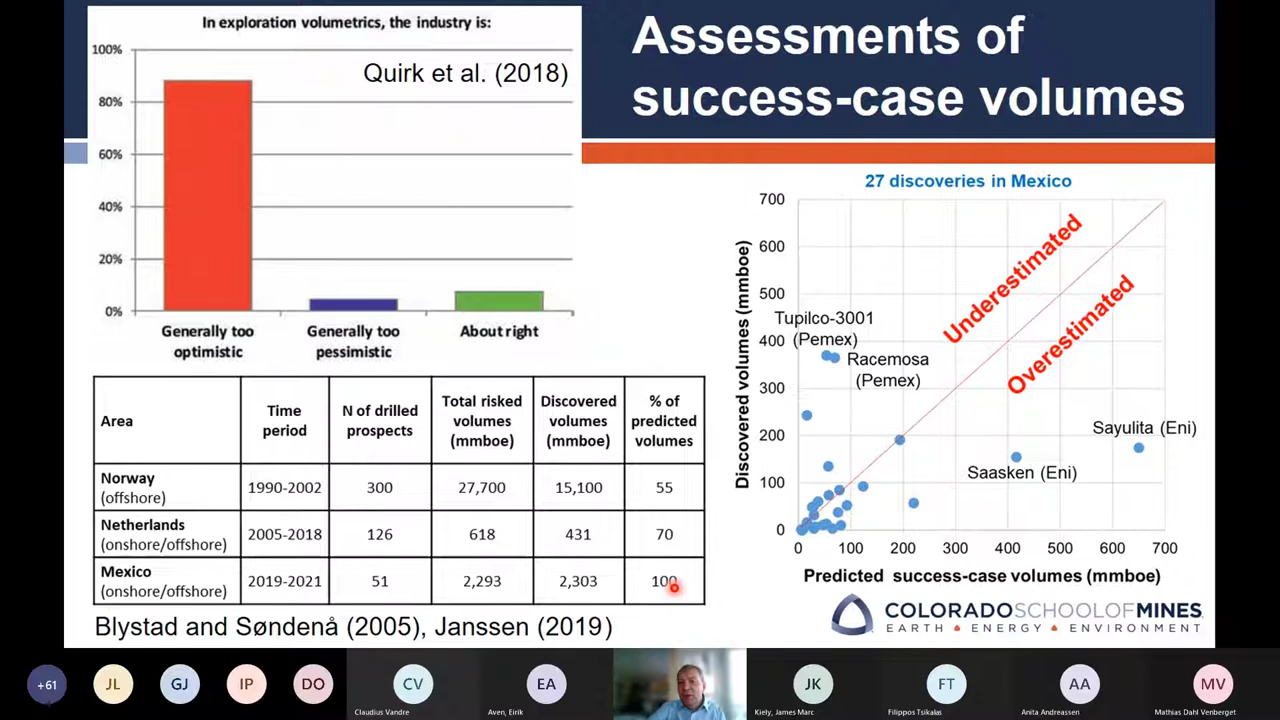 In exploration volumetrics, the industry is:
Quirk et al. (2018)
100%
80%
60%
40%
20%
0%
Generally too
optimistic
Generally too
pessimistic
About right
Assessments of
success-case volumes
27 discoveries in Mexico
Discovered volumes (mmboe)
700
600
500
400
300
200
100
0
Underestimated
Overestimated
Tupilco-3001
(Pemex)
Racemosa
(Pemex)
Sayulita (Eni)
Saasken (Eni)
0 100 200 300 400 500 600 700
Predicted success-case volumes (mmboe)
Area Time period N of drilled prospects Total risked volumes (mmboe) Discovered volumes (mmboe) % of predicted volumes
Norway (offshore) 1990-2002 300 27,700 15,100 55
Netherlands (onshore/offshore) 2005-2018 126 618 431 70
Mexico (onshore/offshore) 2019-2021 51 2,293 2,303 100
Blystad and Søndenå (2005), Janssen (2019)
COLORADOSCHOOLOFMINES
EARTH ENERGY ENVIRONMENT
+61
JL
GJ
IP
DO
CV
Claudius Vandre
EA
Aven, Eirik
JK
Kiely, James Marc
FT
Filippos Tsikalas
AA
Anita Andreassen
MV
Mathias Dahl Venberget